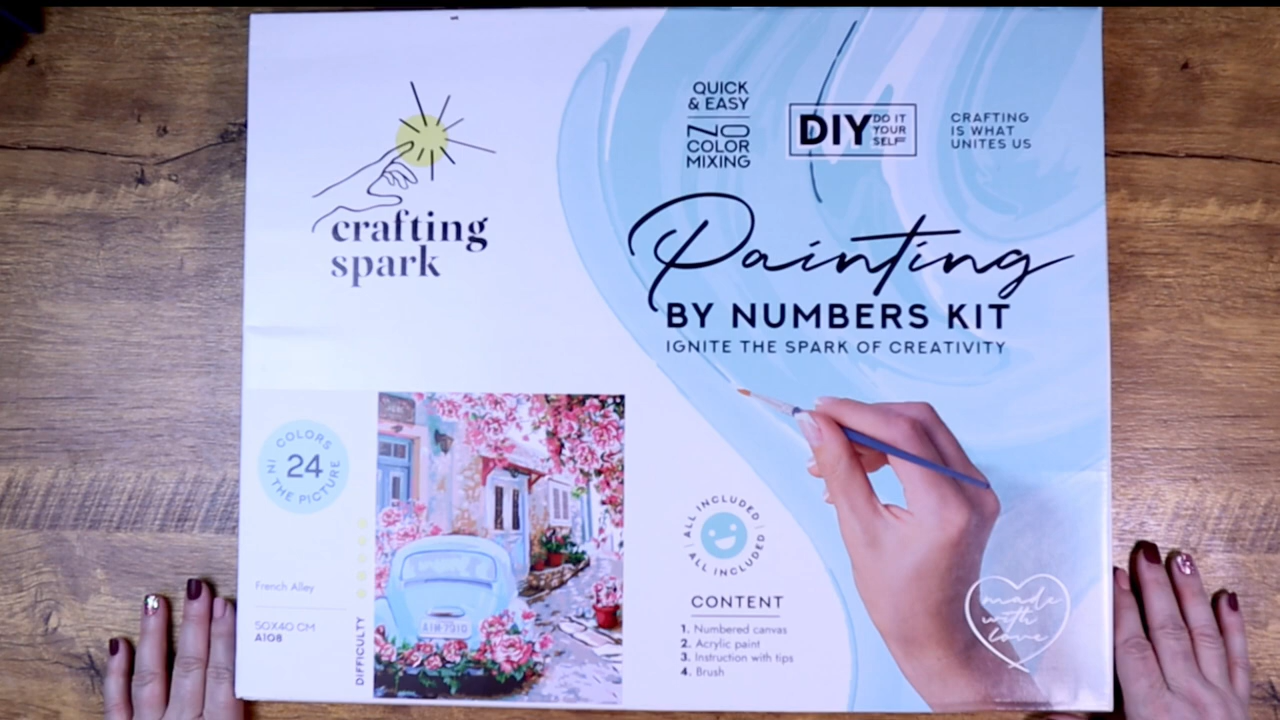 crafting
spark
QUICK
& EASY
NO
COLOR
MIXING
DIY
DO IT
YOUR
SELF
CRAFTING
IS WHAT
UNITES US
Painting
BY NUMBERS KIT
IGNITE THE SPARK OF CREATIVITY
COLORS
24
IN THE PICTURE
French Alley
50X40 CM
A108
DIFFICULTY
ALL INCLUDED
ALL INCLUDED
CONTENT
1. Numbered canvas
2. Acrylic paint
3. Instruction with tips
4. Brush
made
with
love